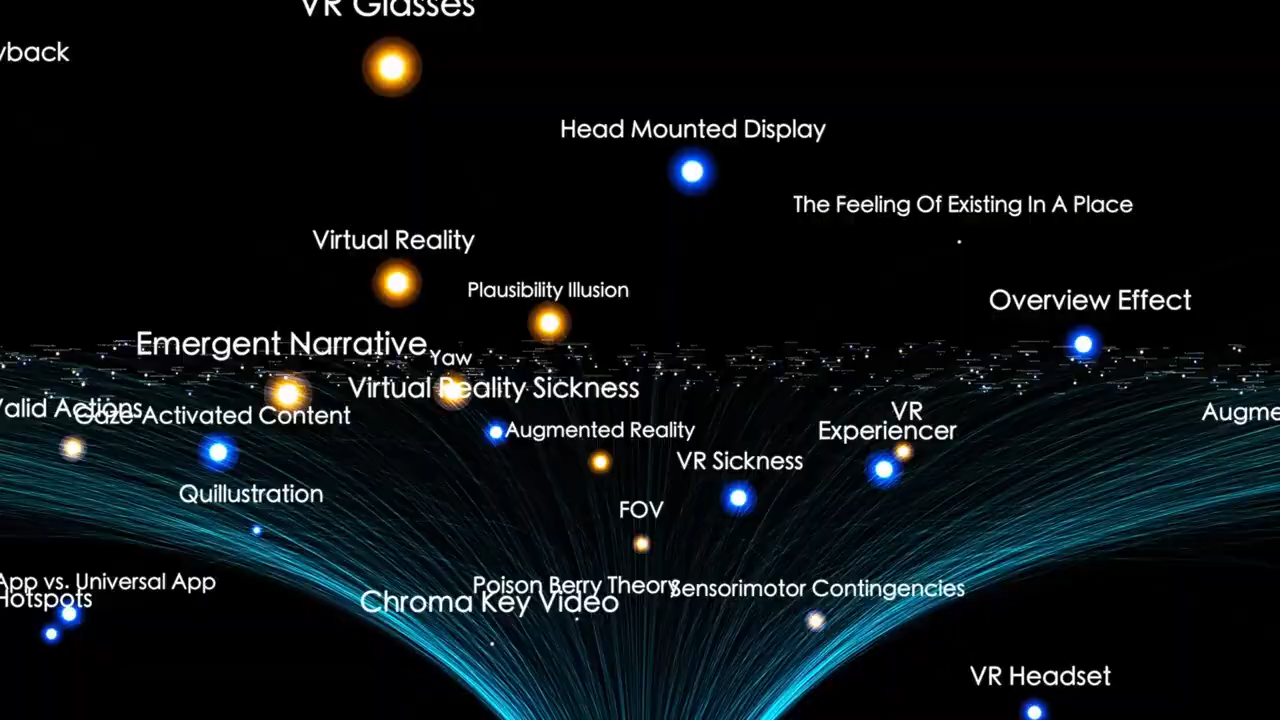 VR Glasses
yback
Head Mounted Display
The Feeling Of Existing In A Place
Virtual Reality
Plausibility Illusion
Overview Effect
Emergent Narrative
Yaw
Virtual Reality Sickness
Valid Actions
Gaze-Activated Content
Augme
VR
Experiencer
Augmented Reality
VR Sickness
Quillustration
FOV
App vs. Universal App
Hotspots
Poison Berry Theory
Sensorimotor Contingencies
Chroma Key Video
VR Headset